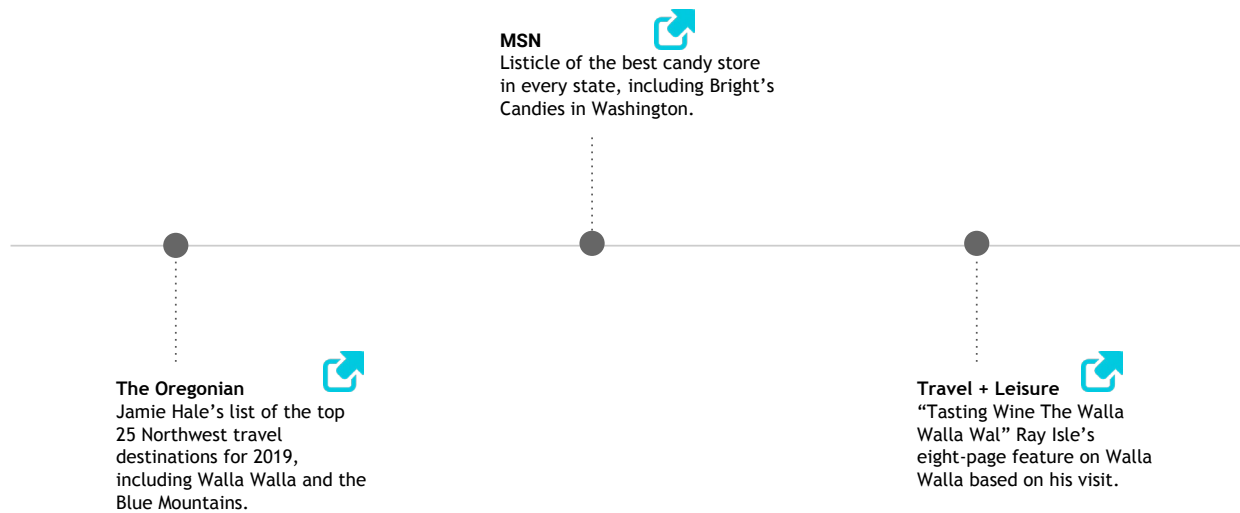 MSN
Listicle of the best candy store
in every state, including Bright’s
Candies in Washington.
The Oregonian
Jamie Hale’s list of the top
25 Northwest travel
destinations for 2019,
including Walla Walla and the
Blue Mountains.
Travel + Leisure
“Tasting Wine The Walla
Walla Wal” Ray Isle’s
eight-page feature on Walla
Walla based on his visit.